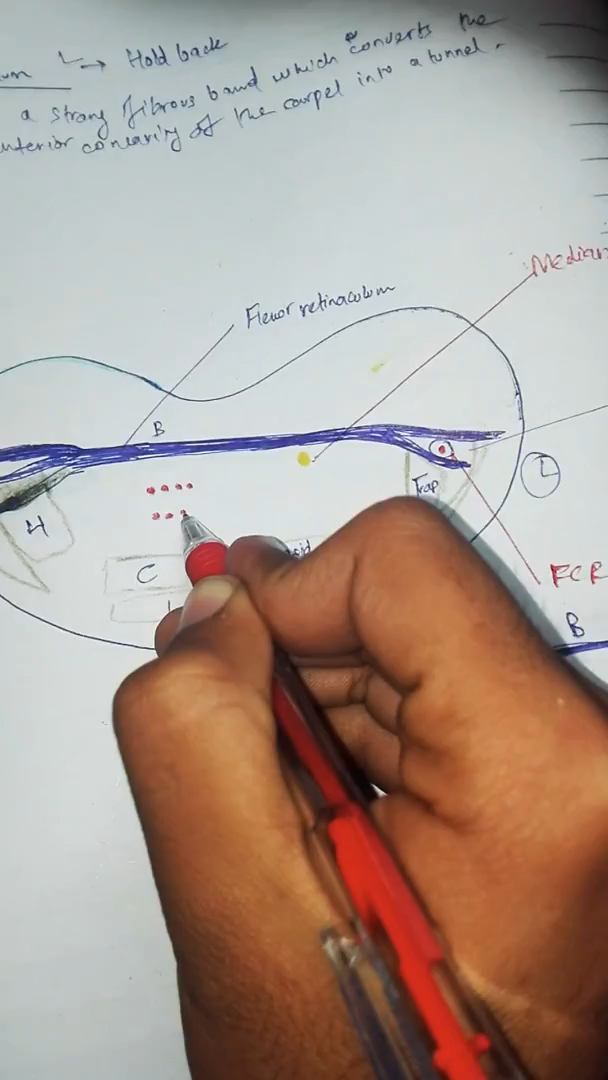 Hold back
a strong fibrous band which converts the
anterior concavity of the carpel into a tunnel.
Median
Flexor retinaculum
B
H
Trap
L
C
FCR
B